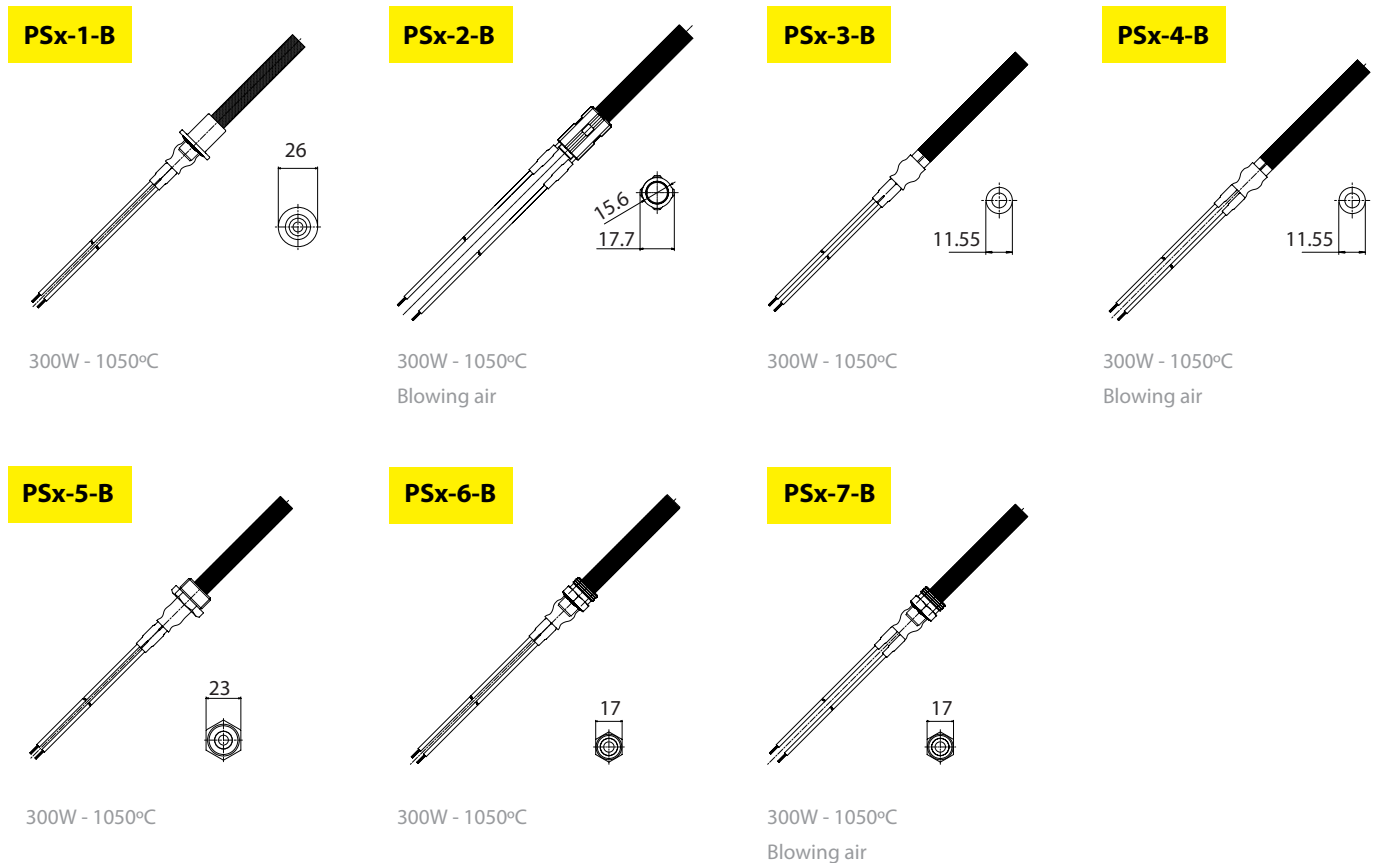 PSx-1-B
PSx-2-B
PSx-3-B
PSx-4-B
26
15.6
17.7
11.55
11.55
300W - 1050ºC
300W - 1050ºC
Blowing air
300W - 1050ºC
300W - 1050ºC
Blowing air
PSx-5-B
PSx-6-B
PSx-7-B
23
17
17
300W - 1050ºC
300W - 1050ºC
300W - 1050ºC
Blowing air